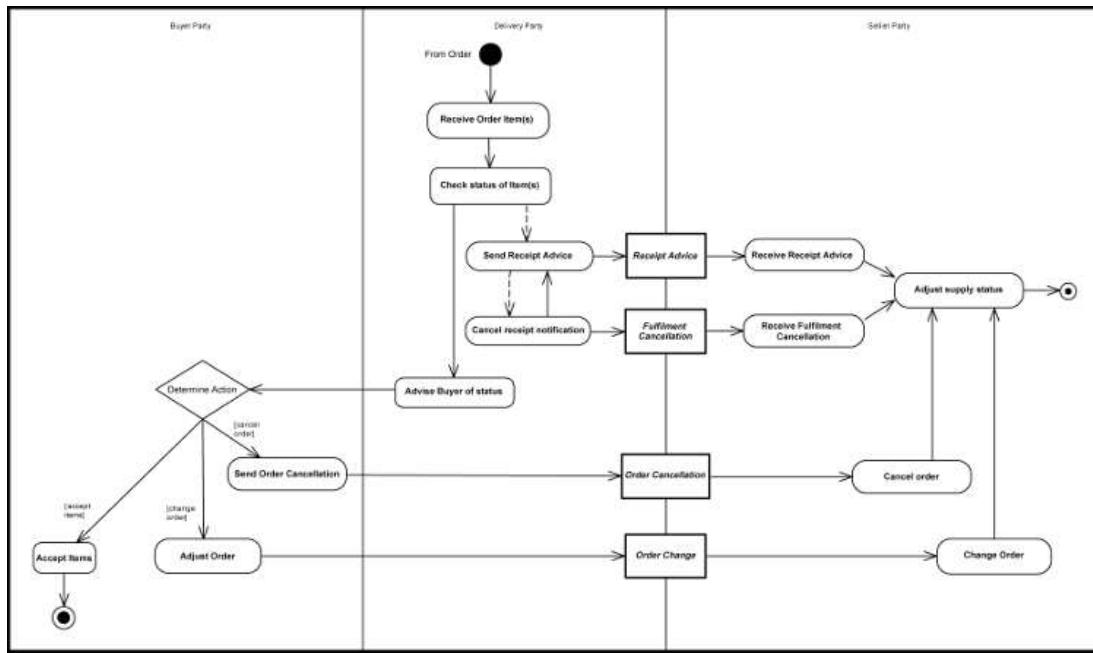 Buyer Party
Delivery Party
Seller Party
From Order
Receive Order Item(s)
Check status of Item(s)
Send Receipt Advice
Receipt Advice
Receive Receipt Advice
Adjust supply status
Cancel receipt notification
Fulfilment
Cancellation
Receive Fulfilment
Cancellation
Determine Action
Advise Buyer of status
[cancel
order]
Send Order Cancellation
Order Cancellation
Cancel order
[accept
items]
[change
order]
Accept Items
Adjust Order
Order Change
Change Order